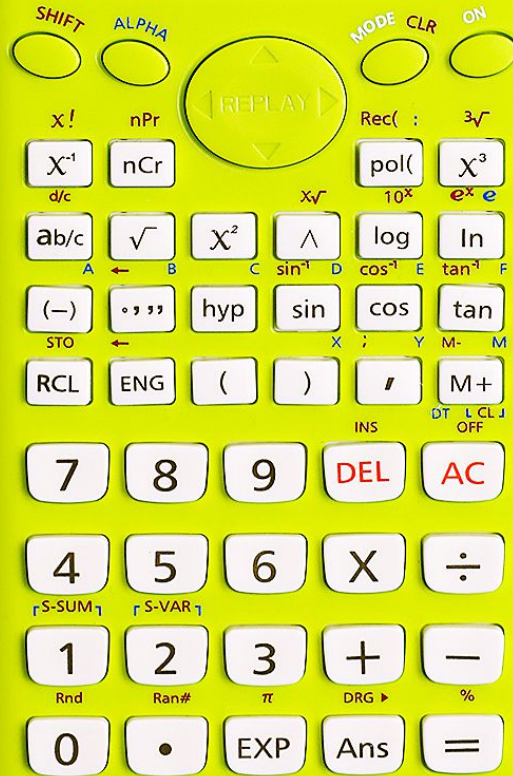 SHIFT ALPHA MODE CLR ON
REPLAY
x! nPr Rec( : ³√
X⁻¹ nCr pol( X³
d/c x√ 10ˣ eˣ e
ab/c √ X² ∧ log ln
A ← B C sin⁻¹ D cos⁻¹ E tan⁻¹ F
(−) °,,, hyp sin cos tan
STO ← X ; Y M- M
RCL ENG ( ) , M+
DT CL
INS OFF
7 8 9 DEL AC
4 5 6 X ÷
S-SUM S-VAR
1 2 3 + −
Rnd Ran# π DRG ▶ %
0 • EXP Ans =